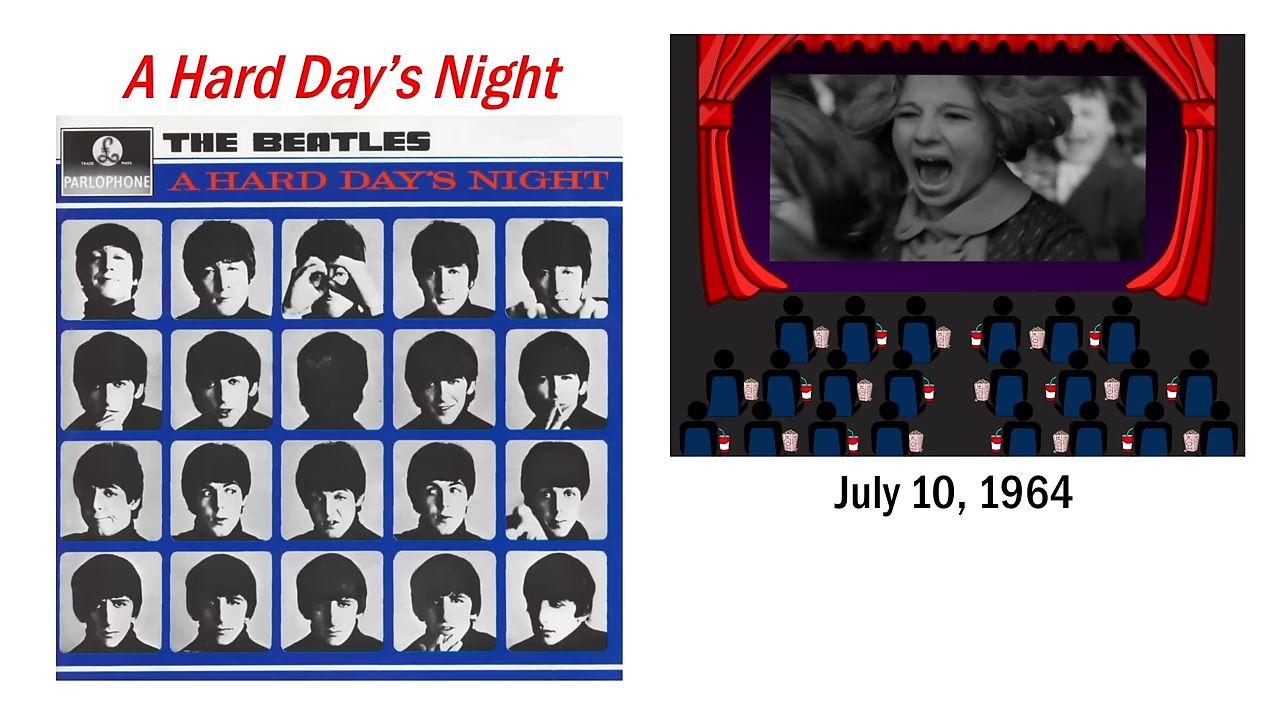 A Hard Day's Night
THE BEATLES
TRADE MARK
PARLOPHONE
A HARD DAY'S NIGHT
July 10, 1964